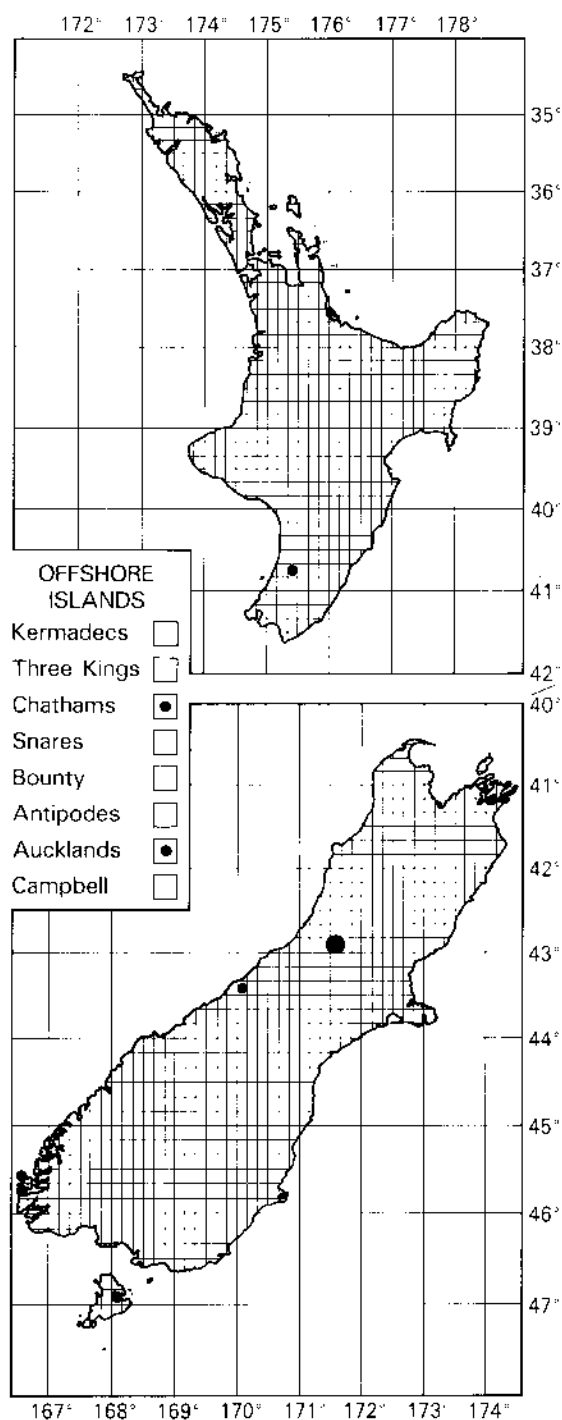 172° 173° 174° 175° 176° 177° 178°
35°
36°
37°
38°
39°
40°
41°
42°
OFFSHORE
ISLANDS
Kermadecs
Three Kings
Chathams
Snares
Bounty
Antipodes
Aucklands
Campbell
40°
41°
42°
43°
44°
45°
46°
47°
167° 168° 169° 170° 171° 172° 173° 174°